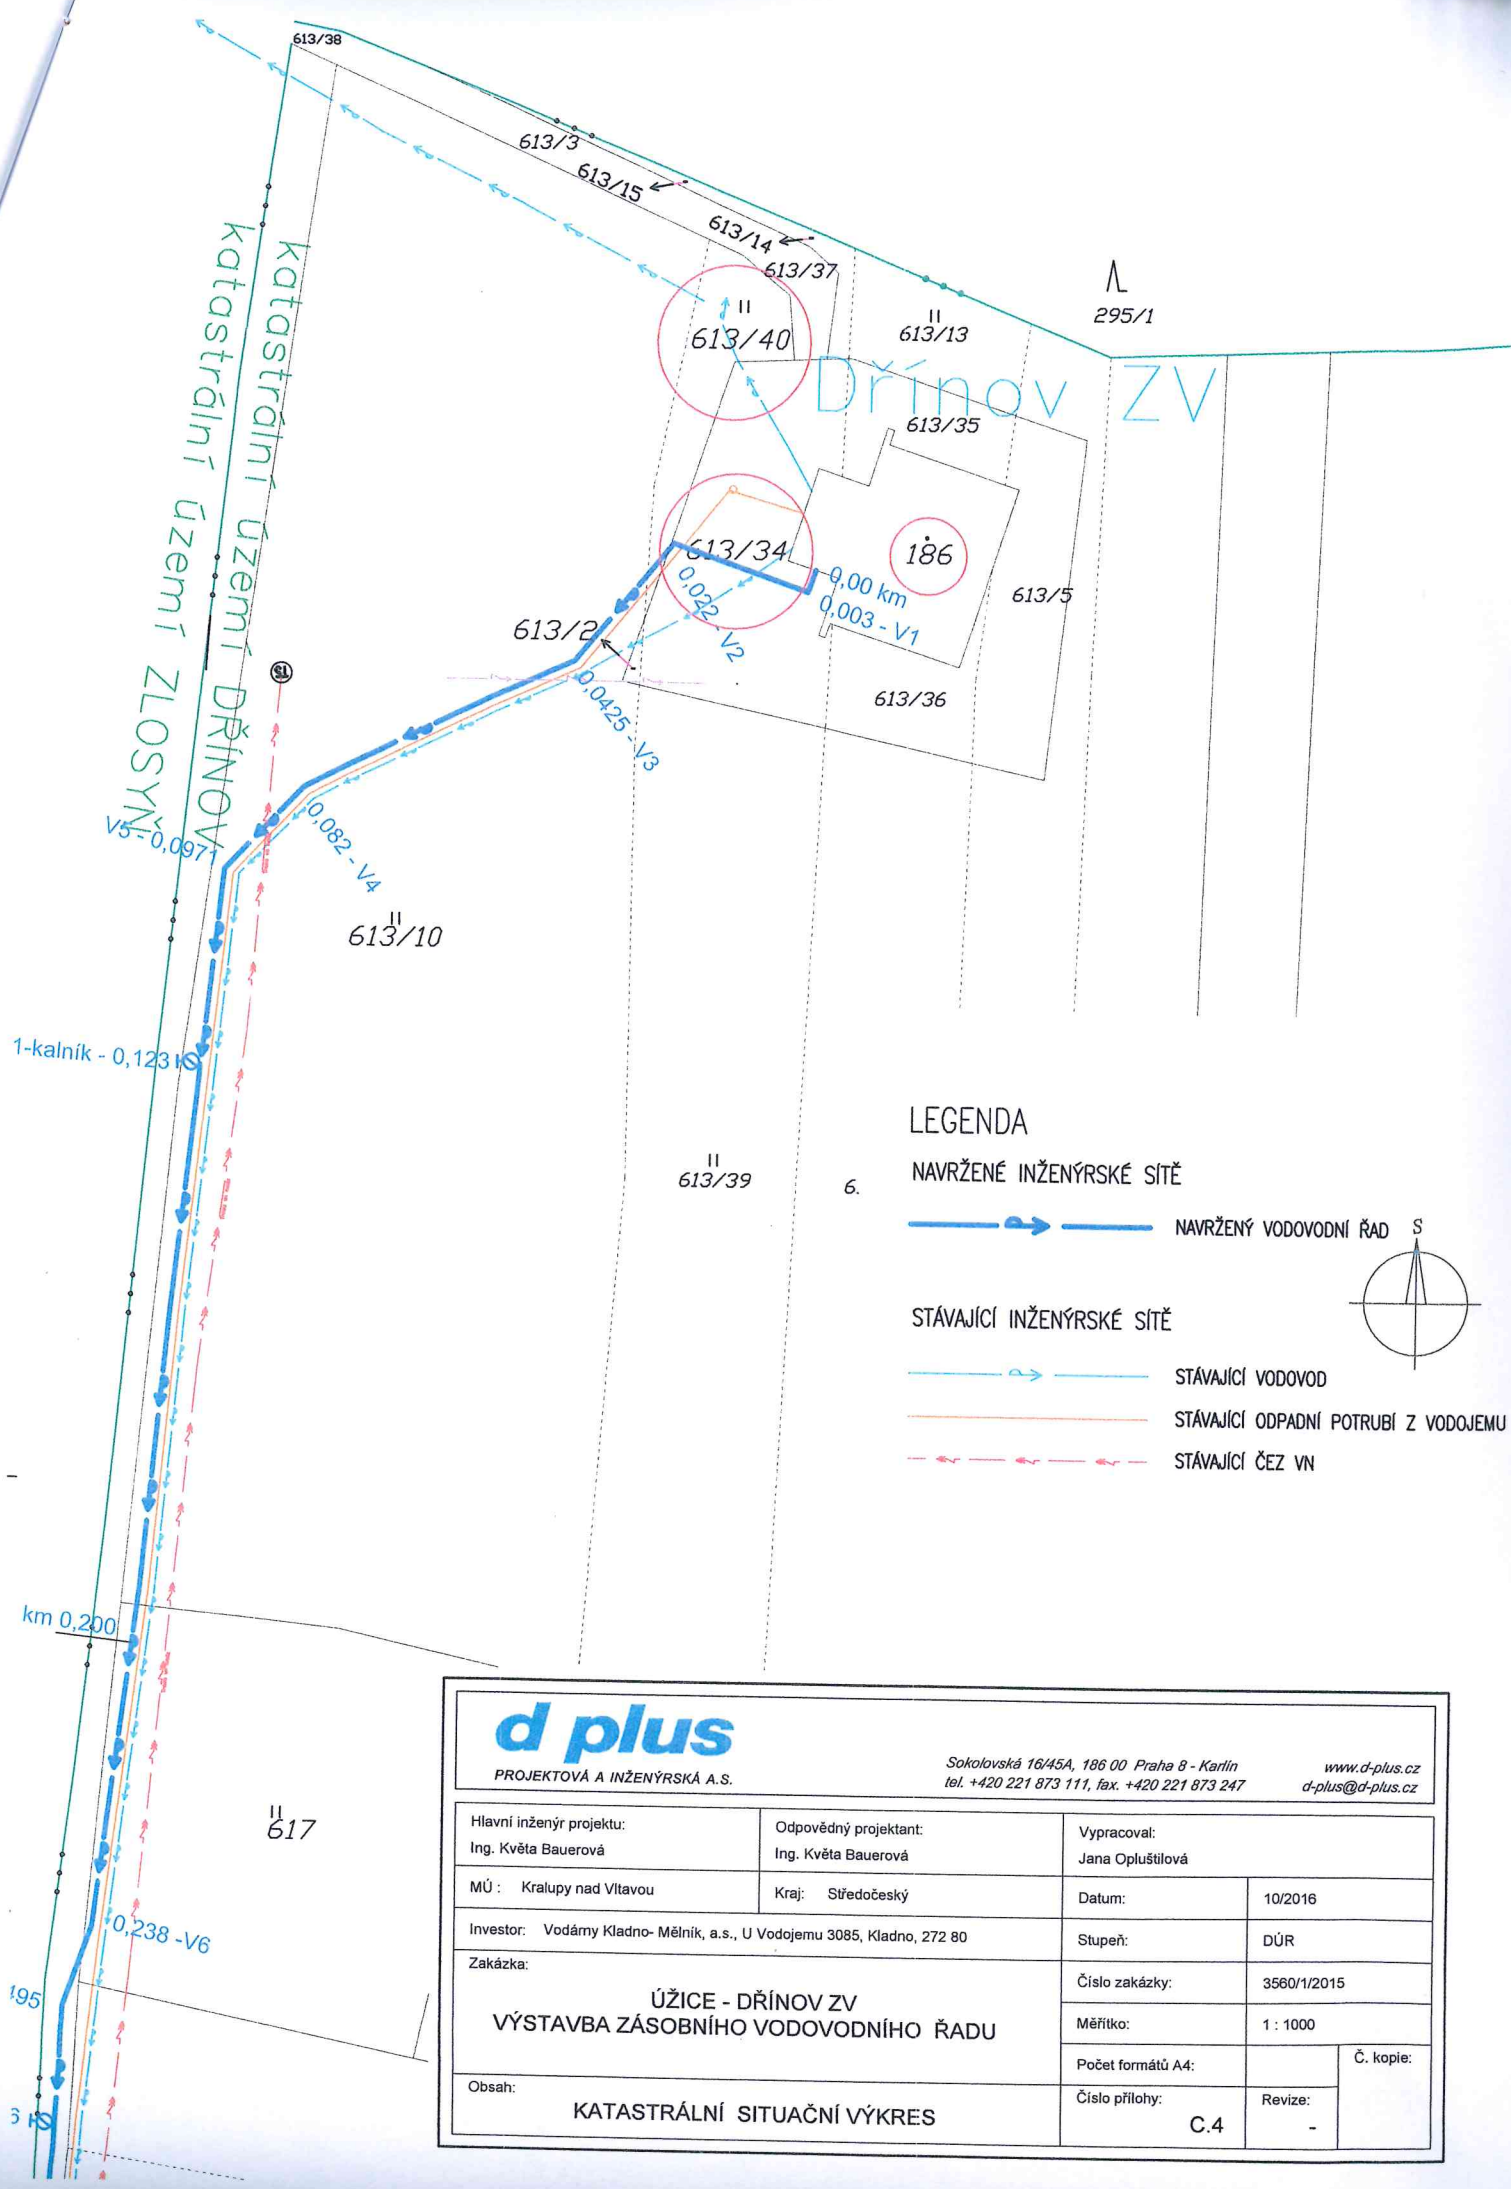 613/38
613/3
613/15
613/14
613/37
295/1
613/40
613/13
Dřínov ZV
613/35
katastrální území DŘÍNOV
katastrální území ZLOSYŇ
613/34
186
0,00 km
0,003 - V1
0,022 - V2
613/5
613/2
TS
0,0425 - V3
613/36
V5 - 0,0971
0,082 - V4
613/10
1-kalník - 0,123
613/39
6.
LEGENDA
NAVRŽENÉ INŽENÝRSKÉ SÍTĚ
NAVRŽENÝ VODOVODNÍ ŘAD
S
STÁVAJÍCÍ INŽENÝRSKÉ SÍTĚ
STÁVAJÍCÍ VODOVOD
STÁVAJÍCÍ ODPADNÍ POTRUBÍ Z VODOJEMU
STÁVAJÍCÍ ČEZ VN
km 0,200
617
0,238 -V6
d plus
PROJEKTOVÁ A INŽENÝRSKÁ A.S.
Sokolovská 16/45A, 186 00 Praha 8 - Karlín www.d-plus.cz
tel. +420 221 873 111, fax. +420 221 873 247 d-plus@d-plus.cz
Hlavní inženýr projektu: Odpovědný projektant: Vypracoval:
Ing. Květa Bauerová Ing. Květa Bauerová Jana Opluštilová
MÚ : Kralupy nad Vltavou Kraj: Středočeský Datum: 10/2016
Investor: Vodárny Kladno- Mělník, a.s., U Vodojemu 3085, Kladno, 272 80 Stupeň: DÚR
Zakázka: Číslo zakázky: 3560/1/2015
ÚŽICE - DŘÍNOV ZV
VÝSTAVBA ZÁSOBNÍHO VODOVODNÍHO ŘADU
Měřítko: 1 : 1000
Počet formátů A4: Č. kopie:
Obsah: Číslo přílohy: Revize:
KATASTRÁLNÍ SITUAČNÍ VÝKRES C.4 -